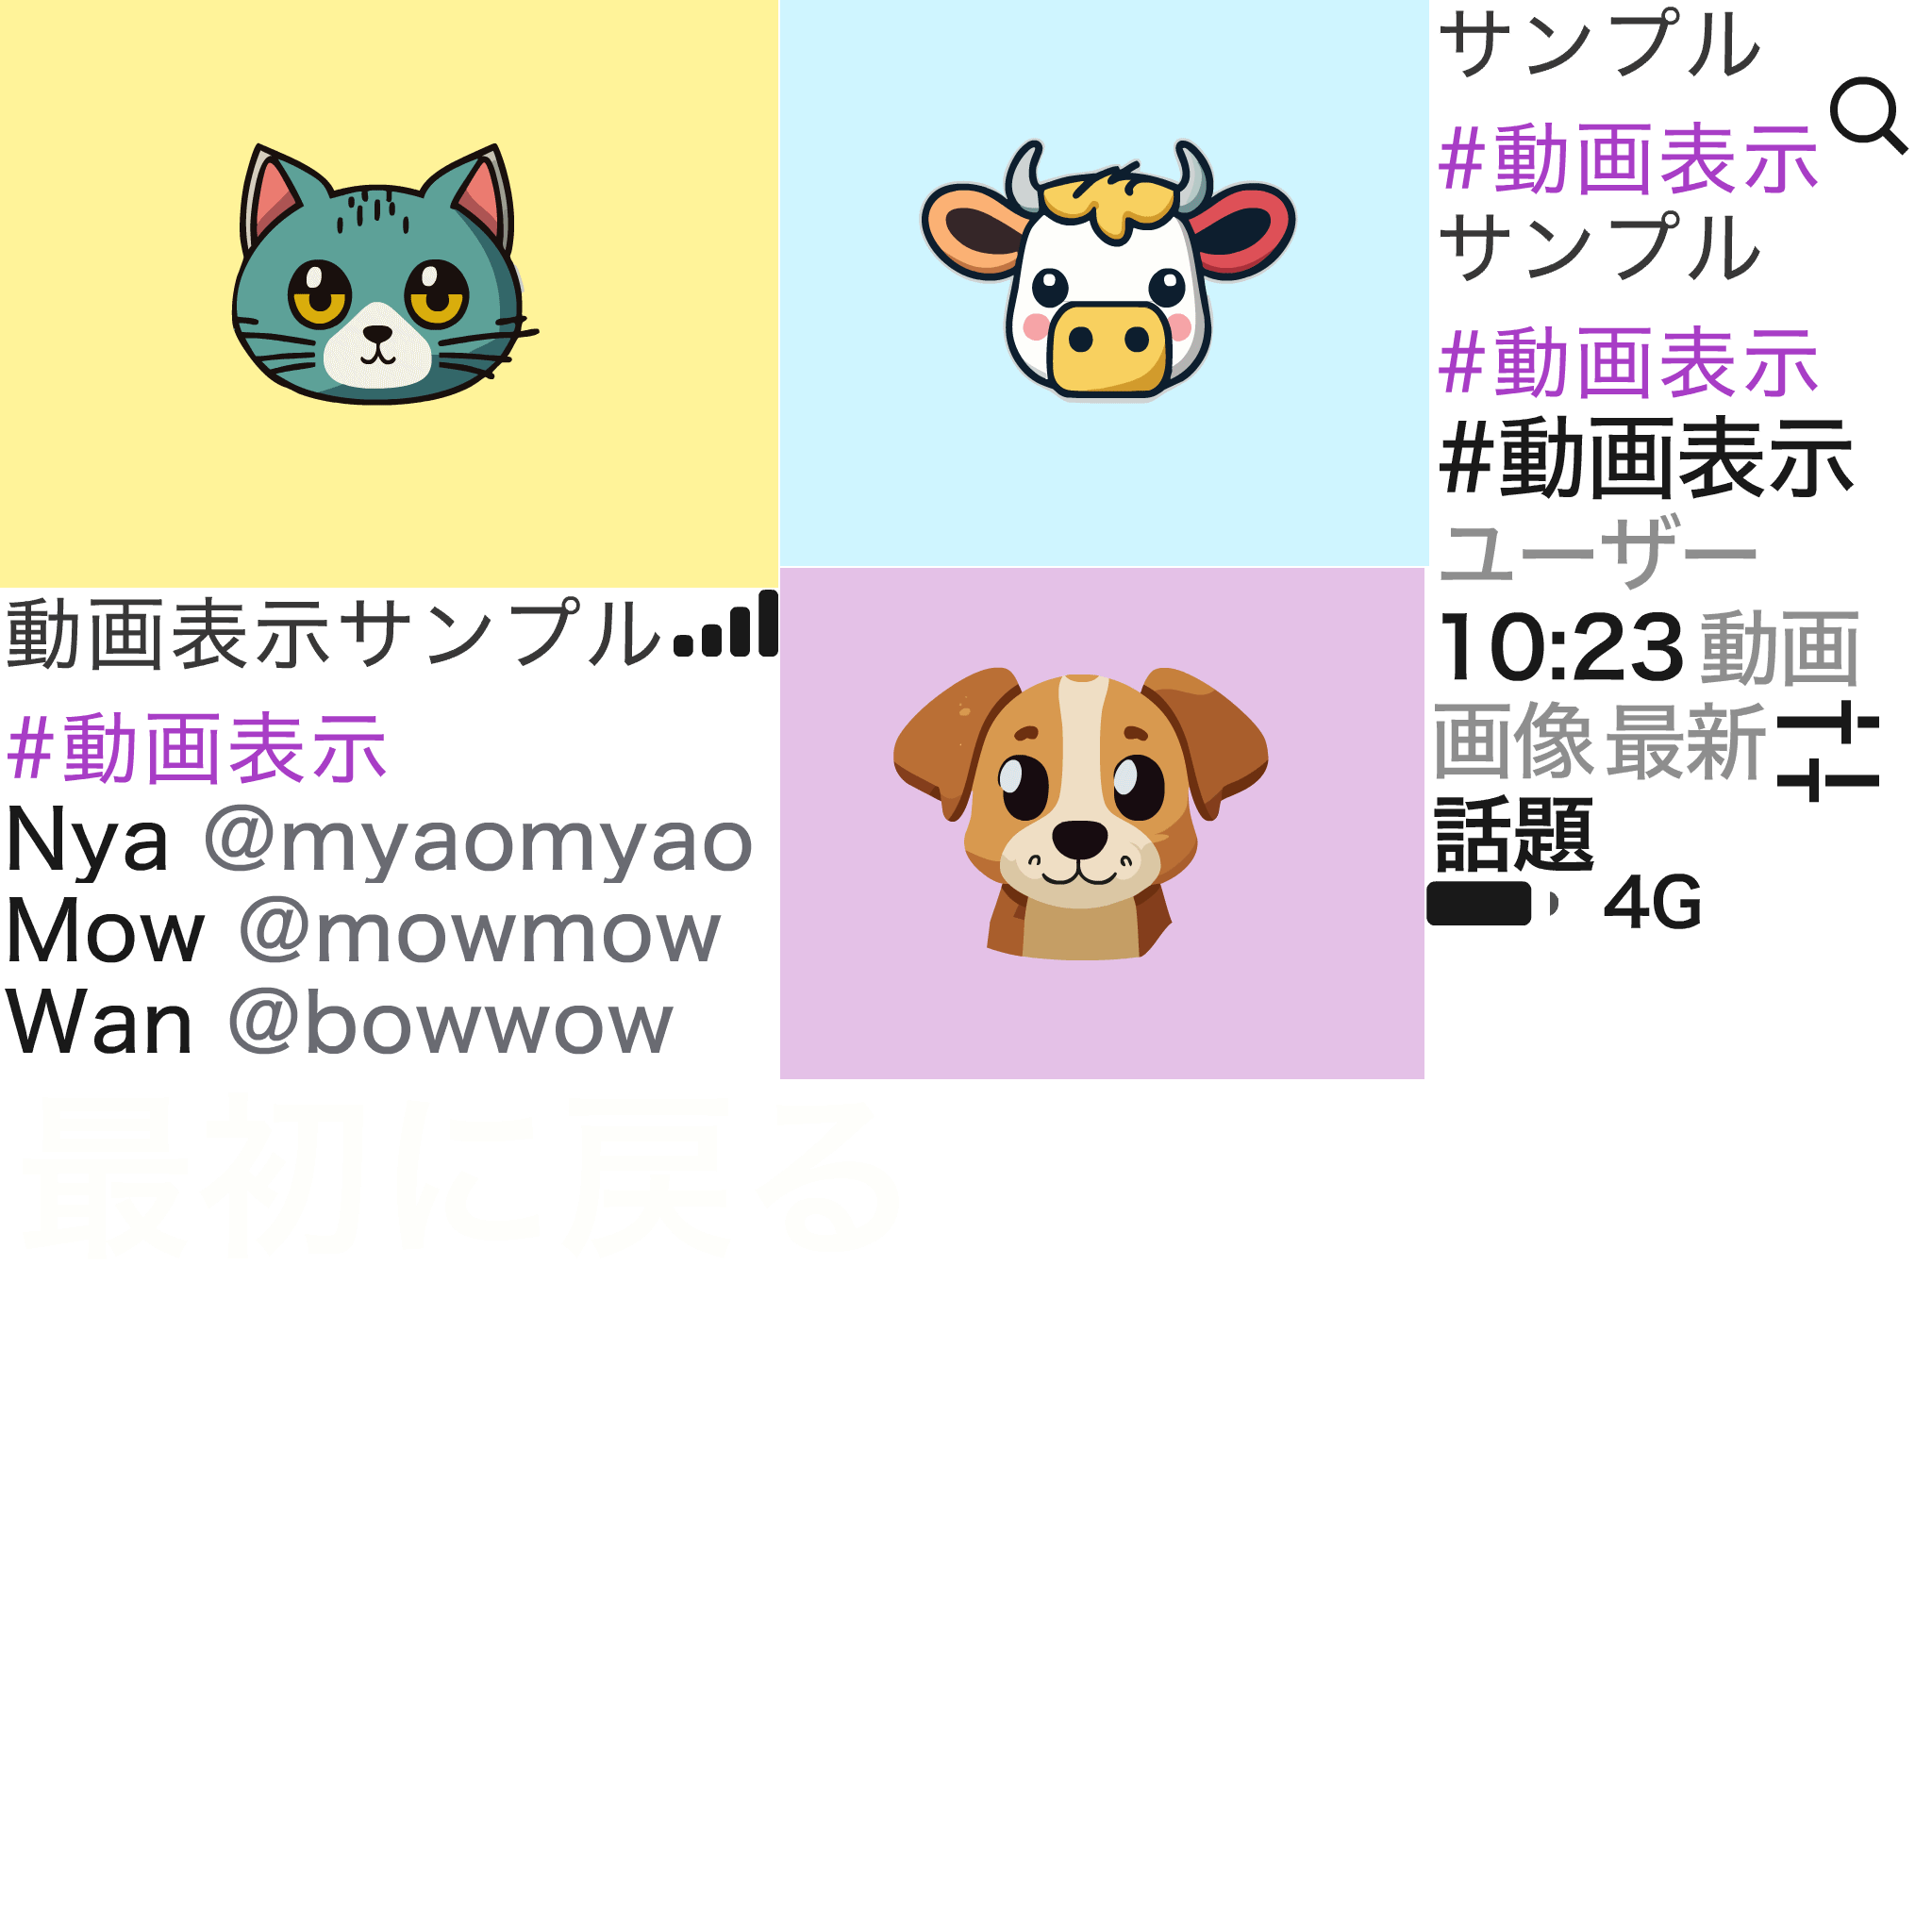 動画表示サンプル
#動画表示
Nya @myaomyao
Mow @mowmow
Wan @bowwow
最初に戻る
サンプル
#動画表示
サンプル
#動画表示
#動画表示
ユーザー
10:23 動画
画像 最新
話題
4G